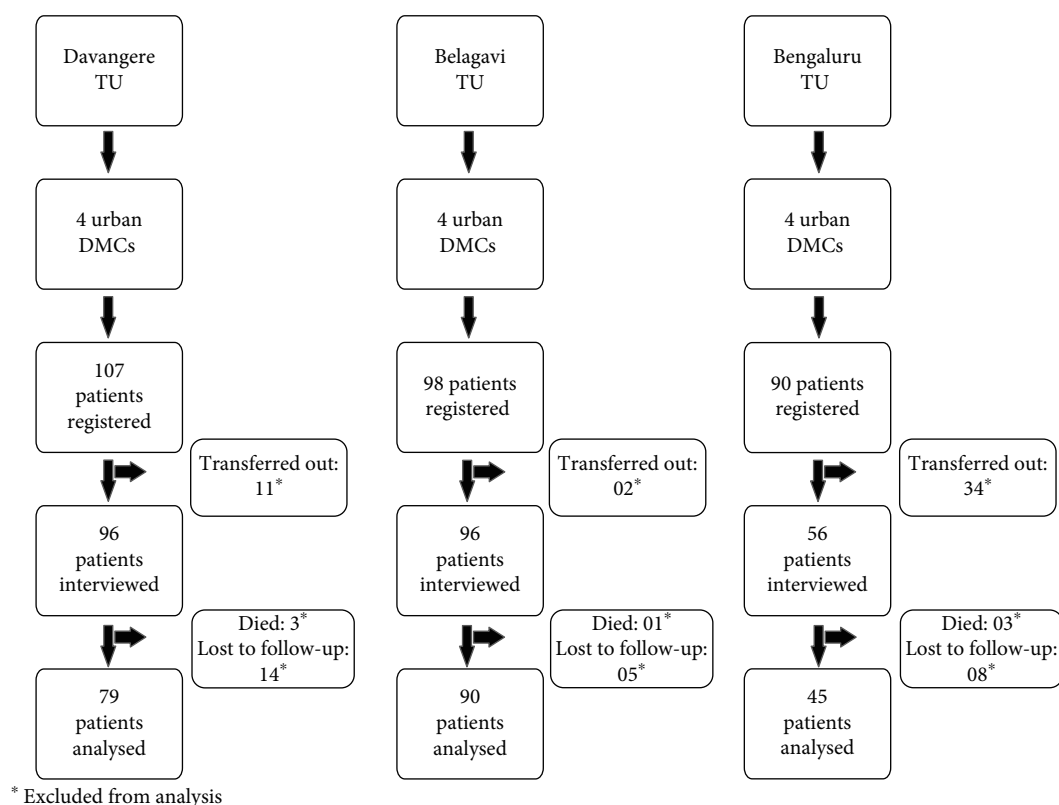 Davangere
TU
4 urban
DMCs
107
patients
registered
Transferred out:
11*
96
patients
interviewed
Died: 3*
Lost to follow-up:
14*
79
patients
analysed
Belagavi
TU
4 urban
DMCs
98 patients
registered
Transferred out:
02*
96
patients
interviewed
Died: 01*
Lost to follow-up:
05*
90
patients
analysed
Bengaluru
TU
4 urban
DMCs
90 patients
registered
Transferred out:
34*
56
patients
interviewed
Died: 03*
Lost to follow-up:
08*
45
patients
analysed
* Excluded from analysis